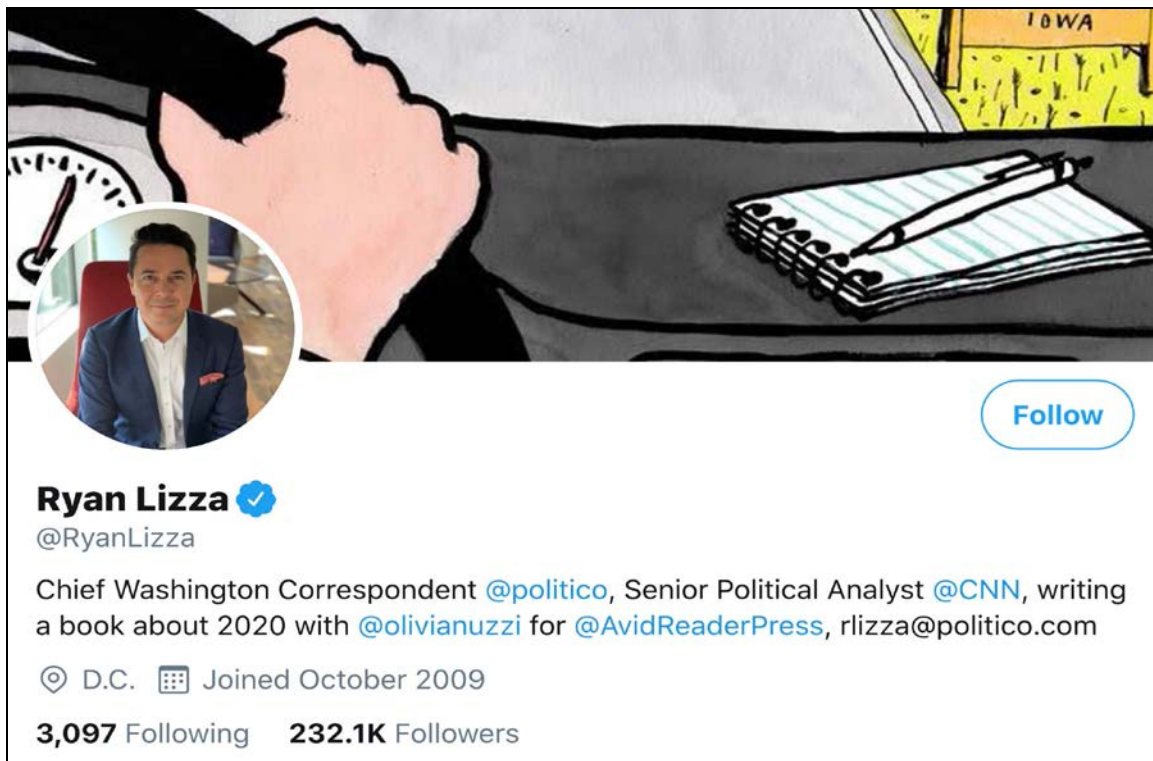 IOWA
Follow
Ryan Lizza
@RyanLizza
Chief Washington Correspondent @politico, Senior Political Analyst @CNN, writing
a book about 2020 with @olivianuzzi for @AvidReaderPress, rlizza@politico.com
D.C. Joined October 2009
3,097 Following 232.1K Followers